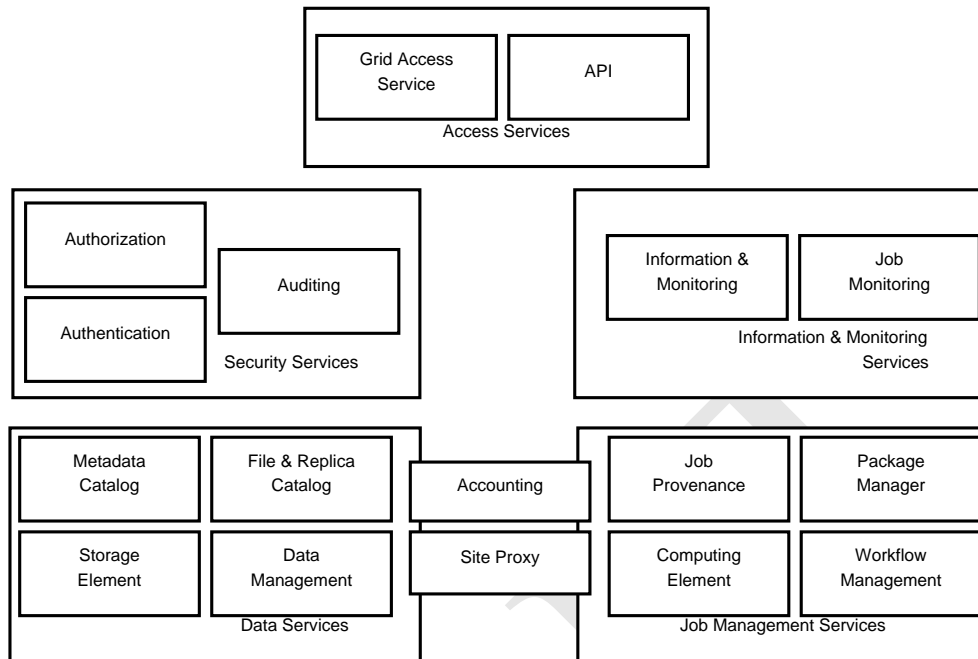 Grid Access
Service
API
Access Services
Authorization
Auditing
Authentication
Security Services
Information &
Monitoring
Job
Monitoring
Information & Monitoring
Services
Metadata
Catalog
File & Replica
Catalog
Storage
Element
Data
Management
Data Services
Accounting
Site Proxy
Job
Provenance
Package
Manager
Computing
Element
Workflow
Management
Job Management Services